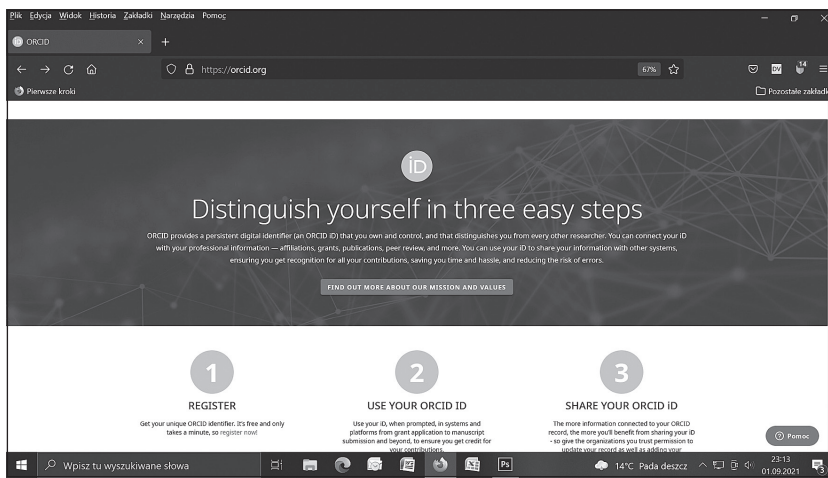 Plik Edycja Widok Historia Zakładki Narzędzia Pomoc
iD ORCID
https://orcid.org
67%
DV
14
Pierwsze kroki
Pozostałe zakładk
iD
Distinguish yourself in three easy steps
ORCID provides a persistent digital identifier (an ORCID iD) that you own and control, and that distinguishes you from every other researcher. You can connect your iD
with your professional information — affiliations, grants, publications, peer review, and more. You can use your iD to share your information with other systems,
ensuring you get recognition for all your contributions, saving you time and hassle, and reducing the risk of errors.
FIND OUT MORE ABOUT OUR MISSION AND VALUES
1
REGISTER
Get your unique ORCID identifier. It's free and only
takes a minute, so register now!
2
USE YOUR ORCID ID
Use your iD, when prompted, in systems and
platforms from grant application to manuscript
submission and beyond, to ensure you get credit for
your contributions.
3
SHARE YOUR ORCID iD
The more information connected to your ORCID
record, the more you'll benefit from sharing your iD
- so give the organizations you trust permission to
update your record as well as adding your
Pomoc
Wpisz tu wyszukiwane słowa
Ps
14°C Pada deszcz
23:13
01.09.2021
3